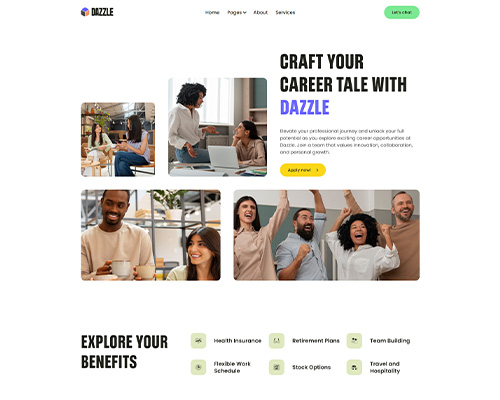 DAZZLE
Home Pages About Services
Let's chat
CRAFT YOUR
CAREER TALE WITH
DAZZLE
Elevate your professional journey and unlock your full
potential as you explore exciting career opportunities at
Dazzle. Join a team that values innovation, collaboration,
and personal growth.
Apply now!
EXPLORE YOUR
BENEFITS
Health Insurance
Retirement Plans
Team Building
Flexible Work
Schedule
Stock Options
Travel and
Hospitality